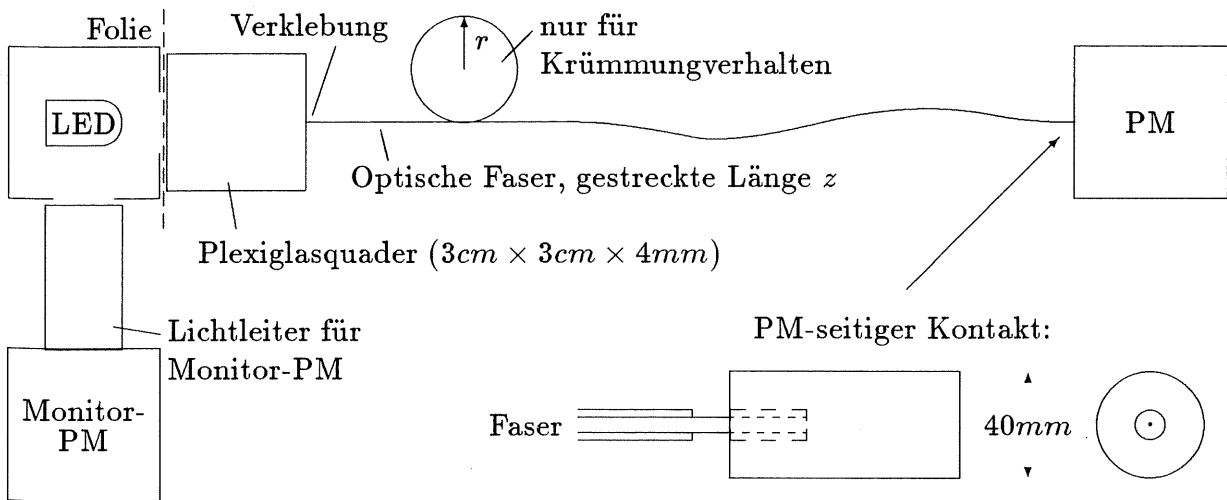 Folie
Verklebung
r
nur für
Krümmungverhalten
LED
PM
Optische Faser, gestreckte Länge z
Plexiglasquader (3cm × 3cm × 4mm)
Lichtleiter für
Monitor-PM
PM-seitiger Kontakt:
Monitor-
PM
Faser
40mm